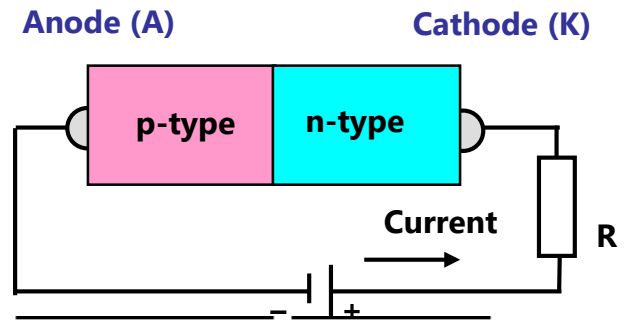 Anode (A)
Cathode (K)
p-type
n-type
Current
R
− +